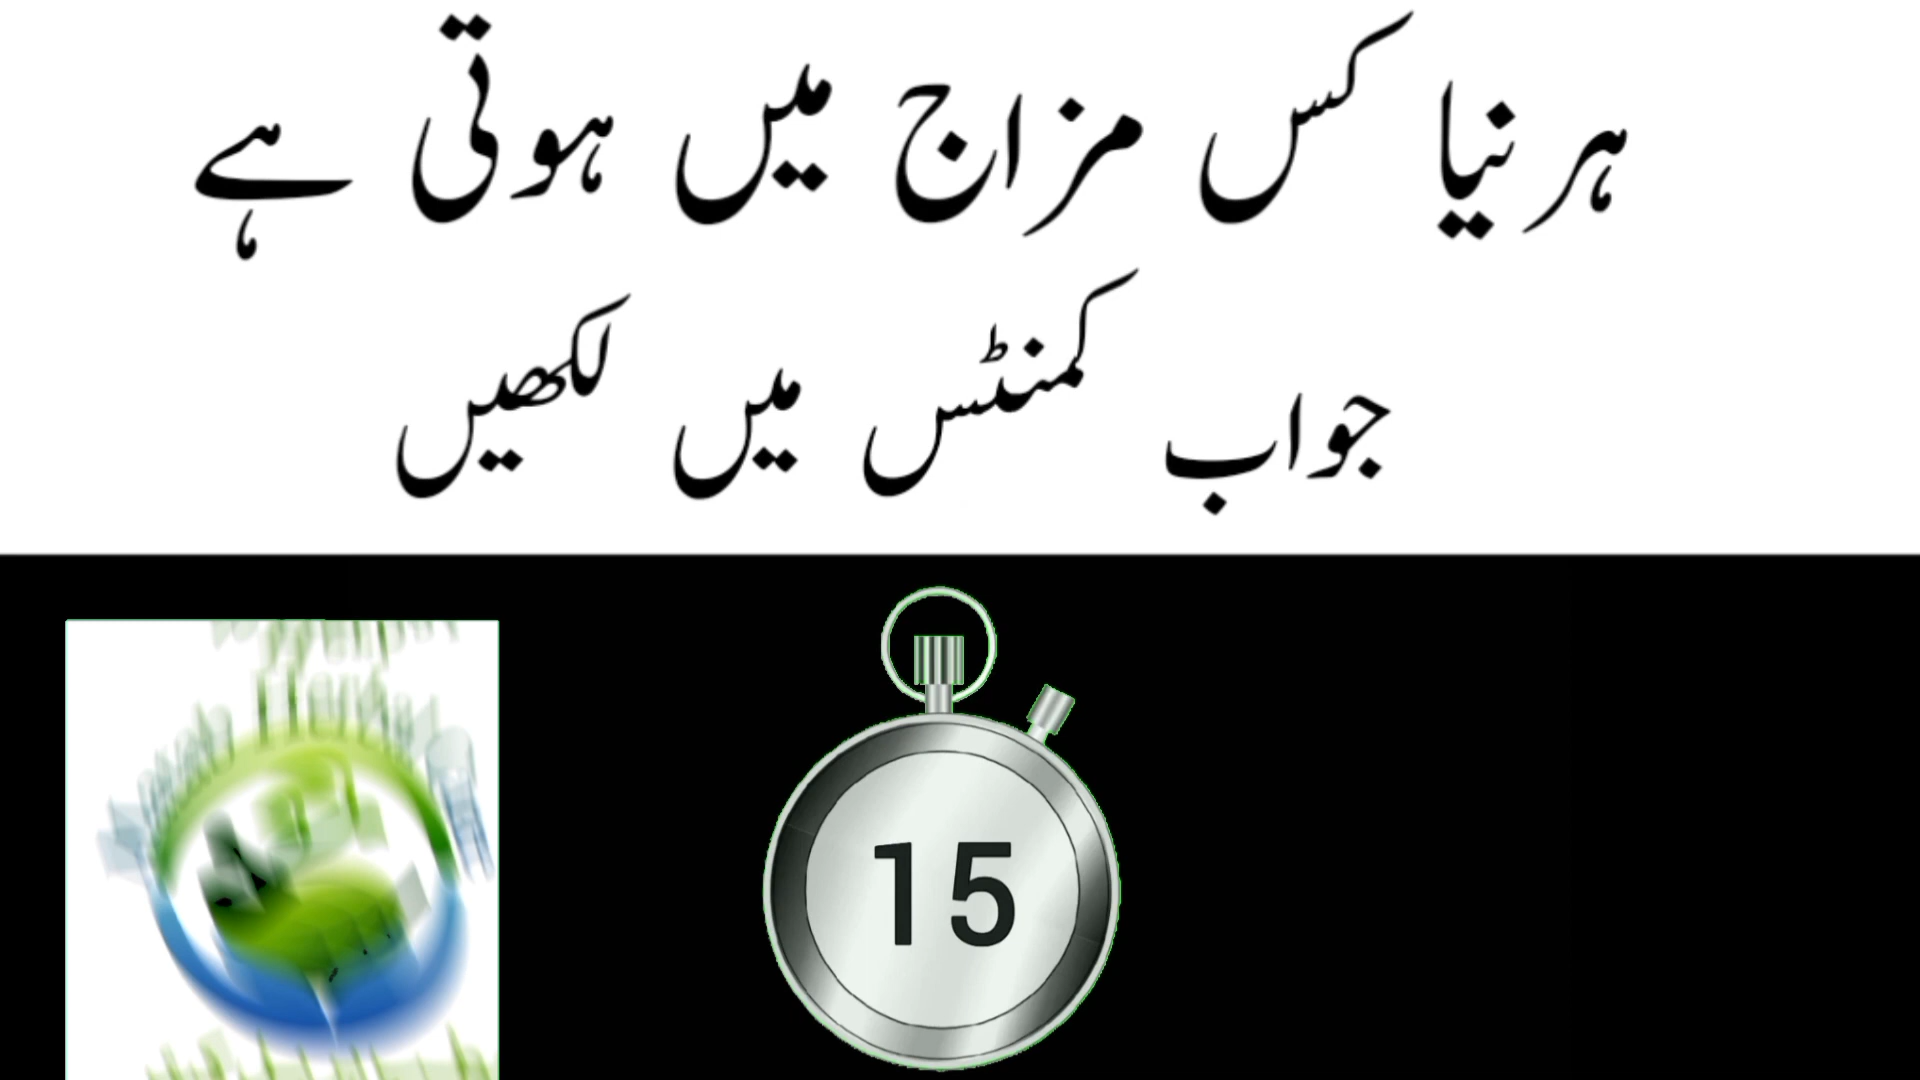 ہرنیا کس مزاج میں ہوتی ہے
جواب کمنٹس میں لکھیں
15